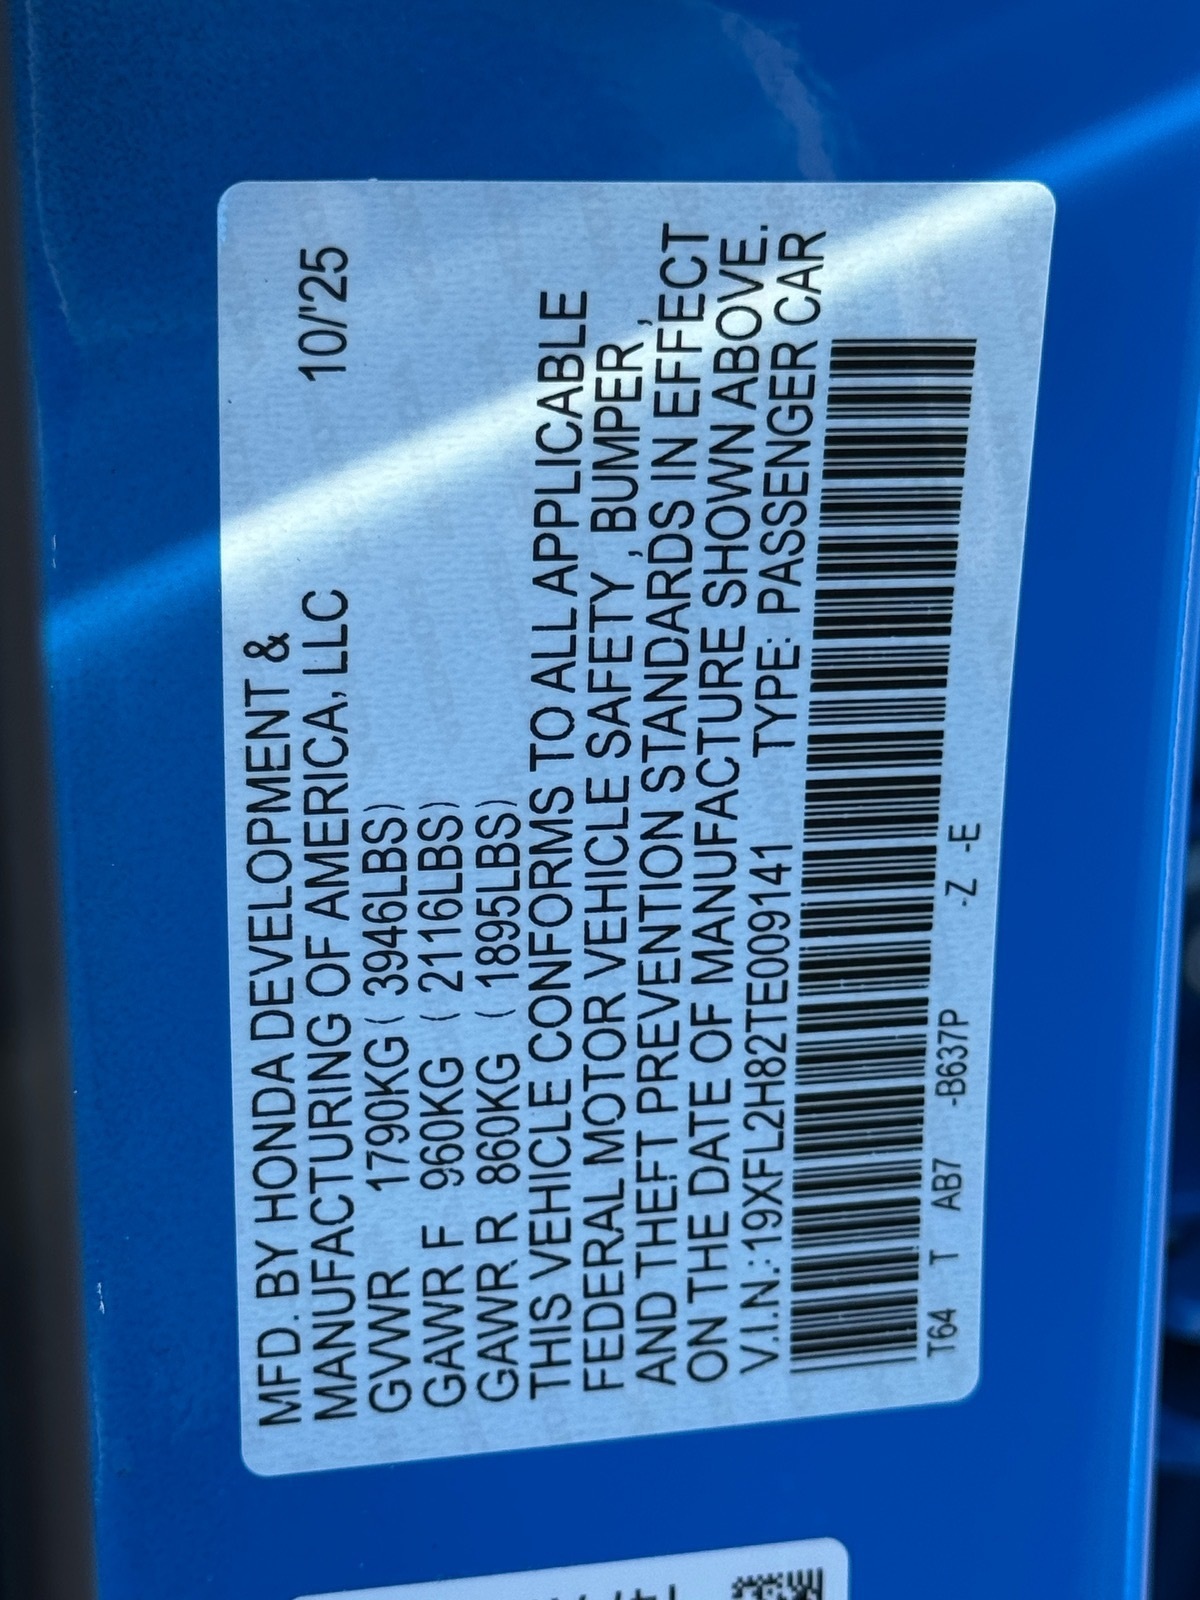 MFD. BY HONDA DEVELOPMENT &
MANUFACTURING OF AMERICA, LLC 10/'25
GVWR 1790KG ( 3946LBS)
GAWR F 960KG ( 2116LBS)
GAWR R 860KG ( 1895LBS)
THIS VEHICLE CONFORMS TO ALL APPLICABLE
FEDERAL MOTOR VEHICLE SAFETY , BUMPER ,
AND THEFT PREVENTION STANDARDS IN EFFECT
ON THE DATE OF MANUFACTURE SHOWN ABOVE.
V.I.N.:19XFL2H82TE009141 TYPE: PASSENGER CAR
T64 T AB7 -B637P -Z -E